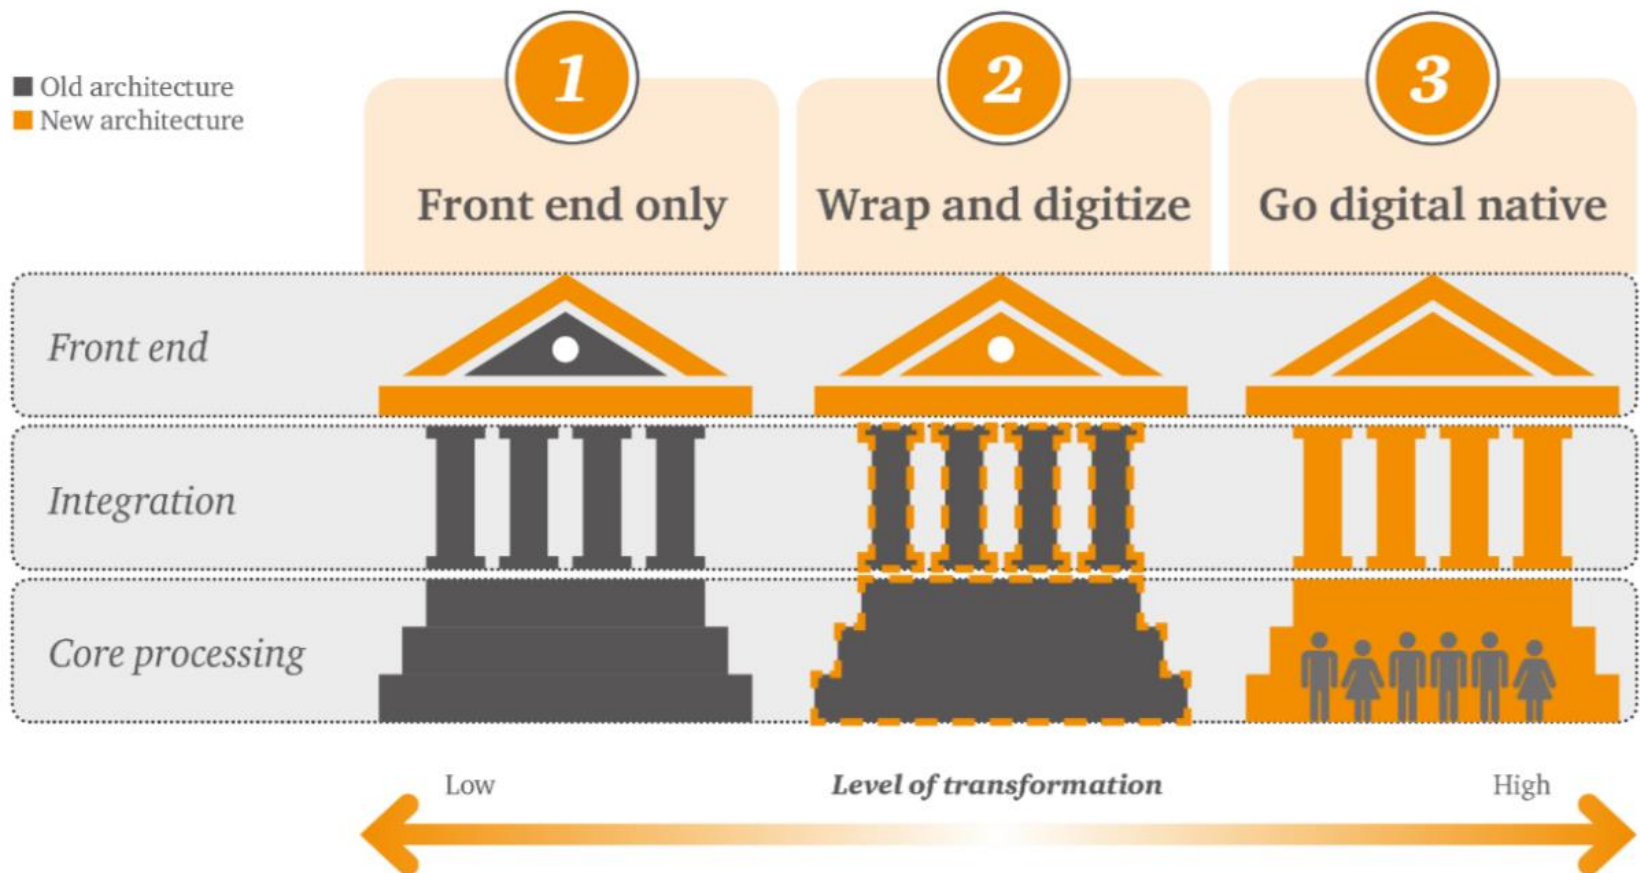 1
2
3
Old architecture
New architecture
Front end only
Wrap and digitize
Go digital native
Front end
Integration
Core processing
Low
Level of transformation
High